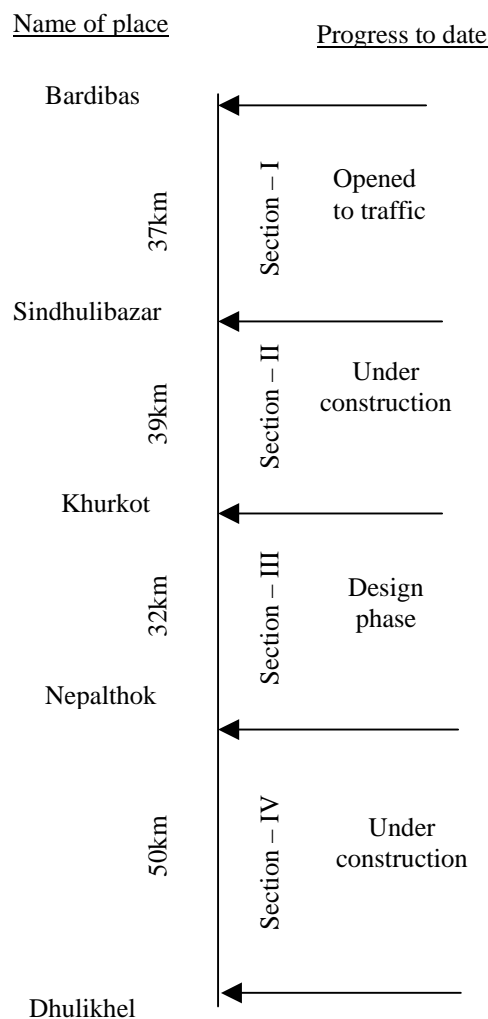 Name of place
Progress to date
Bardibas
37km
Section – I
Opened
to traffic
Sindhulibazar
39km
Section – II
Under
construction
Khurkot
32km
Section – III
Design
phase
Nepalthok
50km
Section – IV
Under
construction
Dhulikhel